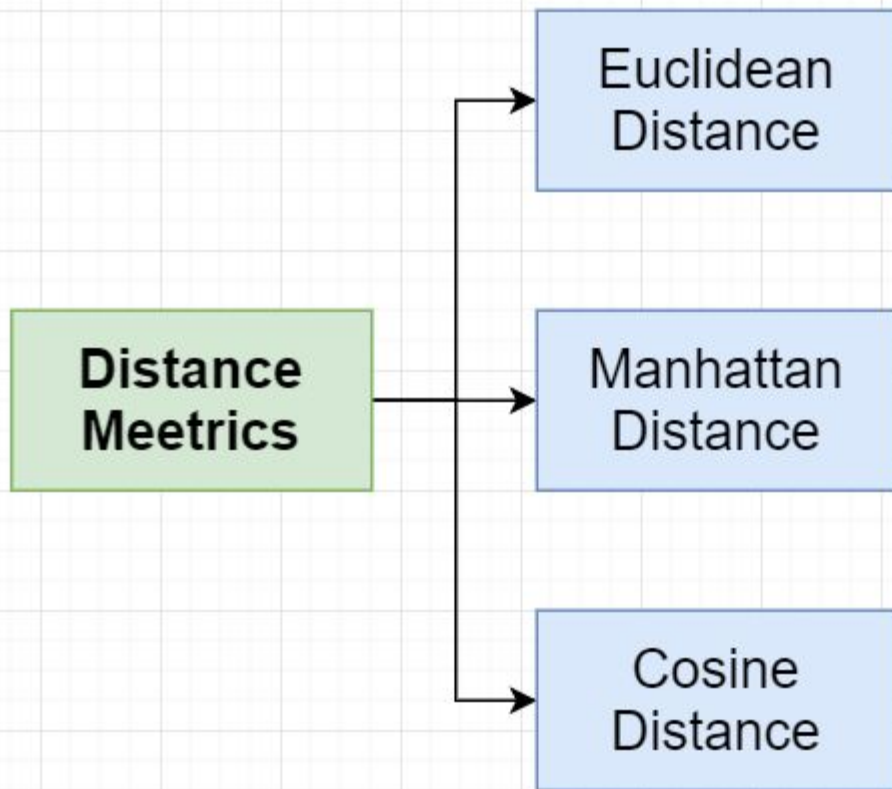 Euclidean
Distance
Distance
Meetrics
Manhattan
Distance
Cosine
Distance